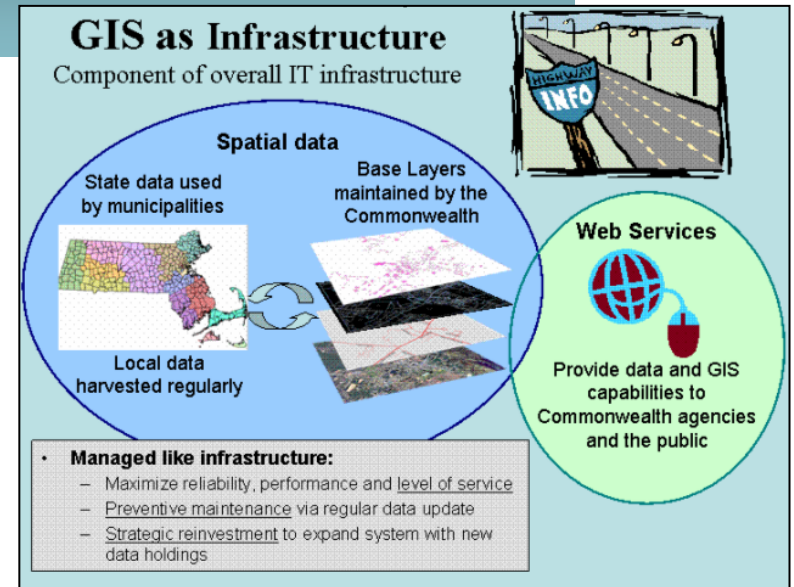 GIS as Infrastructure
Component of overall IT infrastructure
HIGHWAY
INFO
Spatial data
State data used
by municipalities
Base Layers
maintained by the
Commonwealth
Local data
harvested regularly
Web Services
Provide data and GIS
capabilities to
Commonwealth agencies
and the public
• Managed like infrastructure:
– Maximize reliability, performance and level of service
– Preventive maintenance via regular data update
– Strategic reinvestment to expand system with new
data holdings